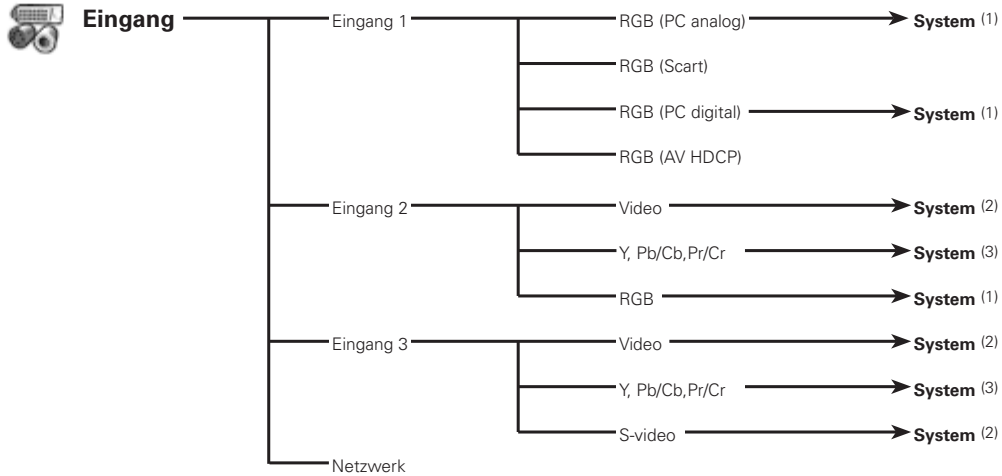 Eingang Eingang 1 RGB (PC analog) System (1)
RGB (Scart)
RGB (PC digital) System (1)
RGB (AV HDCP)
Eingang 2 Video System (2)
Y, Pb/Cb,Pr/Cr System (3)
RGB System (1)
Eingang 3 Video System (2)
Y, Pb/Cb,Pr/Cr System (3)
S-video System (2)
Netzwerk